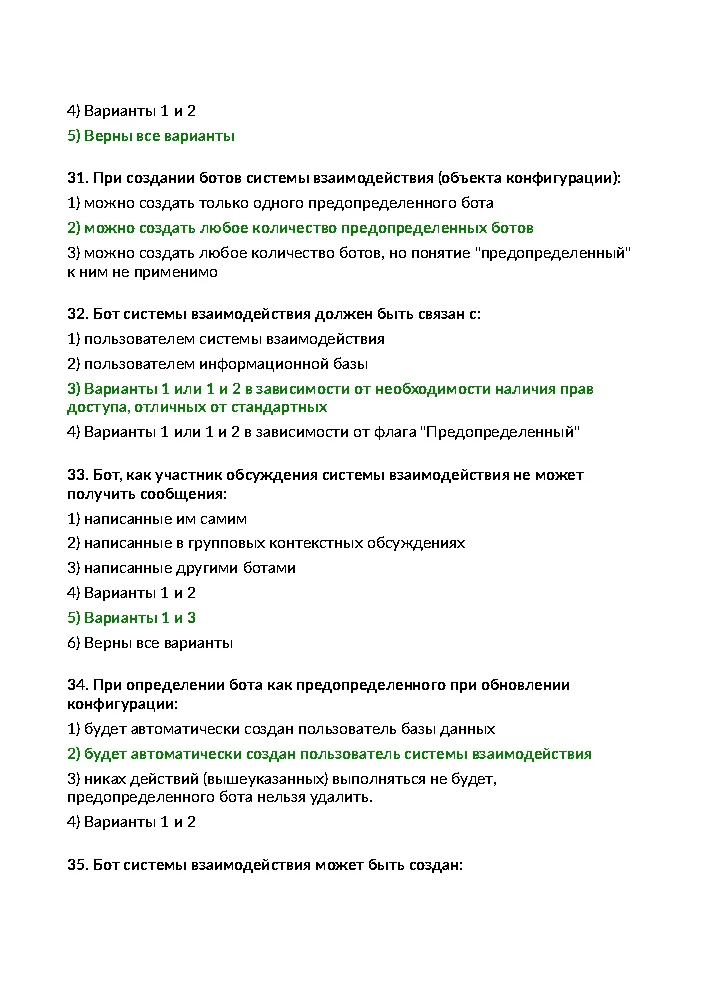 4) Варианты 1 и 2
5) Верны все варианты
31. При создании ботов системы взаимодействия (объекта конфигурации):
1) можно создать только одного предопределенного бота
2) можно создать любое количество предопределенных ботов
3) можно создать любое количество ботов, но понятие "предопределенный"
к ним не применимо
32. Бот системы взаимодействия должен быть связан с:
1) пользователем системы взаимодействия
2) пользователем информационной базы
3) Варианты 1 или 1 и 2 в зависимости от необходимости наличия прав
доступа, отличных от стандартных
4) Варианты 1 или 1 и 2 в зависимости от флага "Предопределенный"
33. Бот, как участник обсуждения системы взаимодействия не может
получить сообщения:
1) написанные им самим
2) написанные в групповых контекстных обсуждениях
3) написанные другими ботами
4) Варианты 1 и 2
5) Варианты 1 и 3
6) Верны все варианты
34. При определении бота как предопределенного при обновлении
конфигурации:
1) будет автоматически создан пользователь базы данных
2) будет автоматически создан пользователь системы взаимодействия
3) никах действий (вышеуказанных) выполняться не будет,
предопределенного бота нельзя удалить.
4) Варианты 1 и 2
35. Бот системы взаимодействия может быть создан: